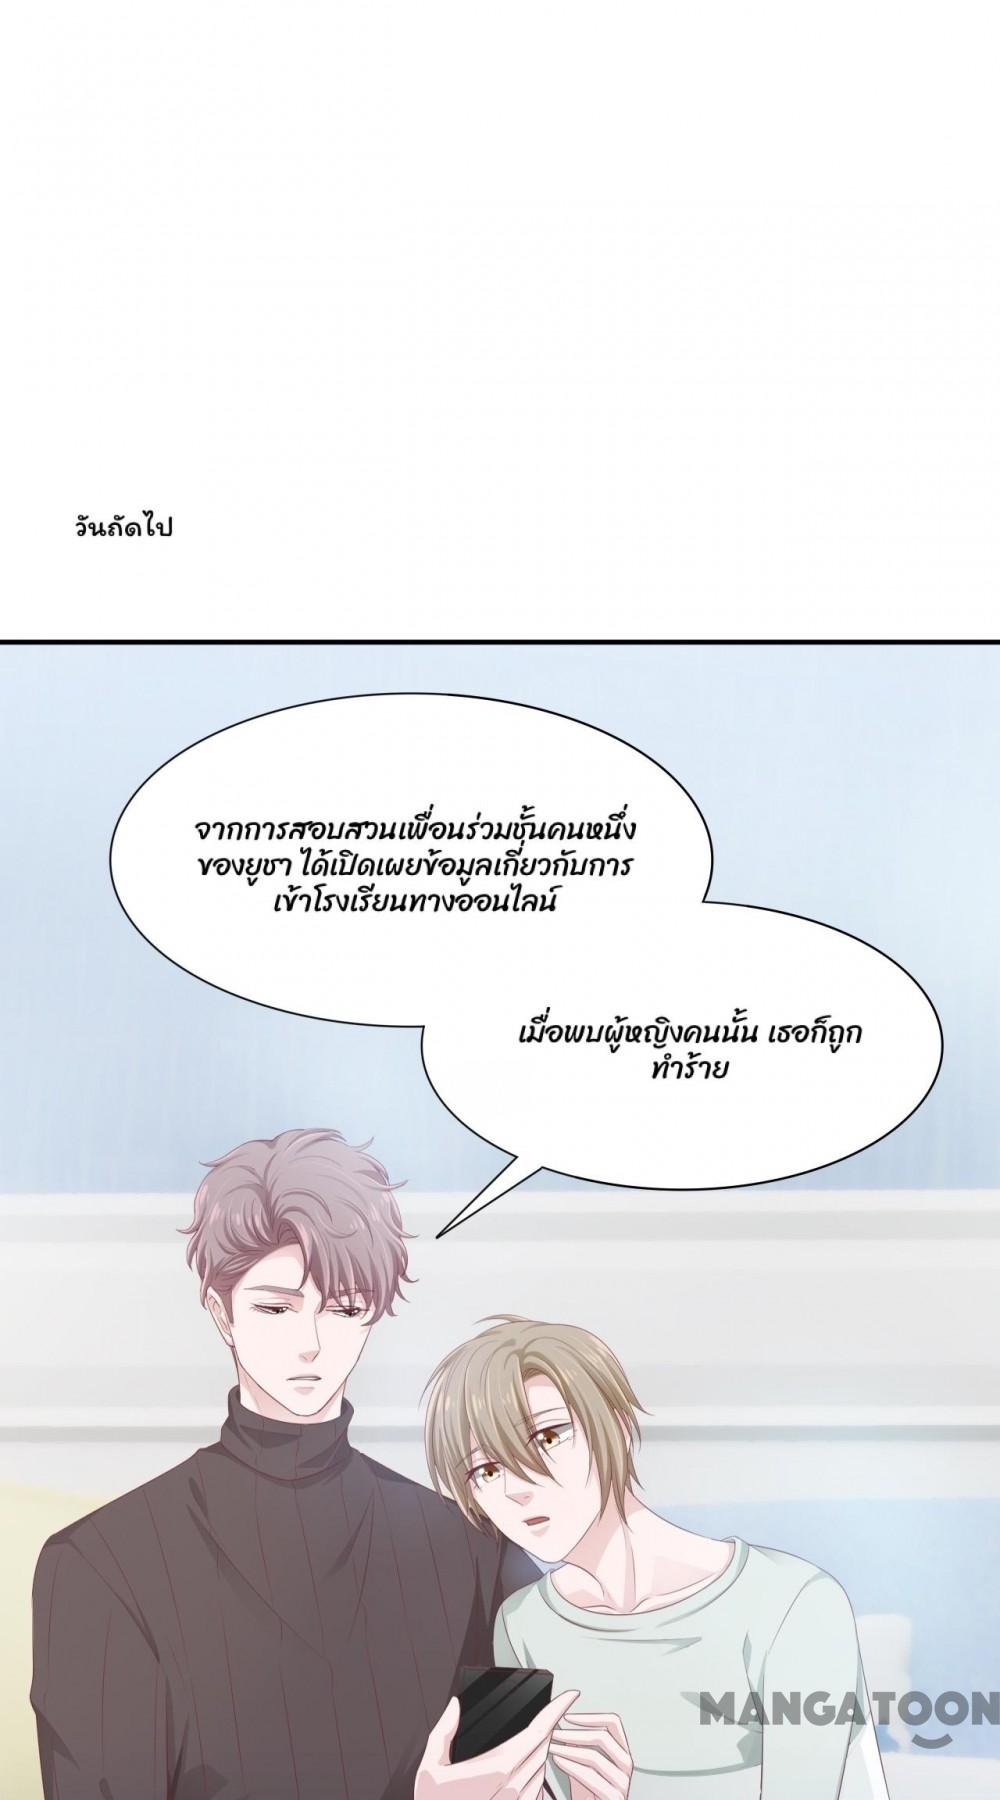 วันถัดไป
จากการสอบสวนเพื่อนร่วมชั้นคนหนึ่ง
ของยูชา ได้เปิดเผยข้อมูลเกี่ยวกับการ
เข้าโรงเรียนทางออนไลน์
เมื่อพบผู้หญิงคนนั้น เธอก็ถูก
ทำร้าย
MANGATOON